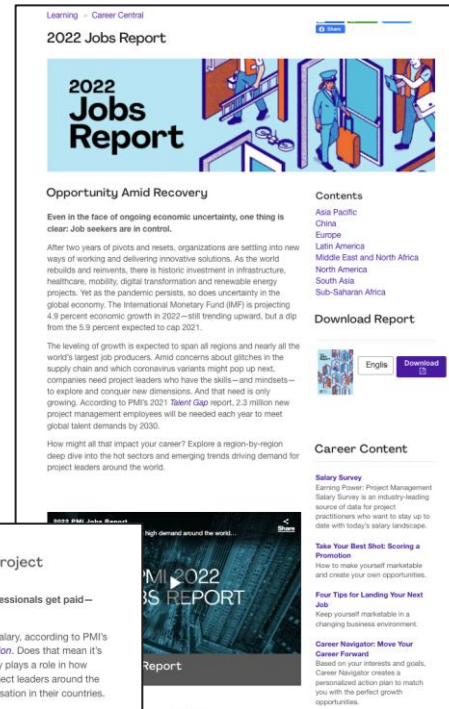 Learning
Career Central
2022 Jobs Report
Share
2022
Jobs
Report
Opportunity Amid Recovery
Even in the face of ongoing economic uncertainty, one thing is
clear: Job seekers are in control.
After two years of pivots and resets, organizations are settling into new
ways of working and delivering innovative solutions. As the world
rebuilds and reinvents, there is historic investment in infrastructure,
healthcare, mobility, digital transformation and renewable energy
projects. Yet as the pandemic persists, so does uncertainty in the
global economy. The International Monetary Fund (IMF) is projecting
4.9 percent economic growth in 2022—still trending upward, but a dip
from the 5.9 percent expected to cap 2021.
The leveling of growth is expected to span all regions and nearly all the
world's largest job producers. Amid concerns about glitches in the
supply chain and which coronavirus variants might pop up next,
companies need project leaders who have the skills—and mindsets—
to explore and conquer new dimensions. And that need is only
growing. According to PMI's 2021 Talent Gap report, 2.3 million new
project management employees will be needed each year to meet
global talent demands by 2030.
How might all that impact your career? Explore a region-by-region
deep dive into the hot sectors and emerging trends driving demand for
project leaders around the world.
Contents
Asia Pacific
China
Europe
Latin America
Middle East and North Africa
North America
South Asia
Sub-Saharan Africa
Download Report
Englis
Download
Career Content
Salary Survey
Earning Power: Project Management
Salary Survey is an industry-leading
source of data for project
practitioners who want to stay up to
date with today's salary landscape.
Take Your Best Shot: Scoring a
Promotion
How to make yourself marketable
and create your own opportunities.
Four Tips for Landing Your Next
Job
Keep yourself marketable in a
changing business environment.
Career Navigator: Move Your
Career Forward
Based on your interests and goals,
Career Navigator creates a
personalized action plan to match
you with the perfect growth
opportunities.
2022 PMI Jobs Report
high demand around the world...
Share
PMI 2022
BS REPORT
Report
roject
essionals get paid—
alary, according to PMI's
ion. Does that mean it's
y plays a role in how
ject leaders around the
sation in their countries.